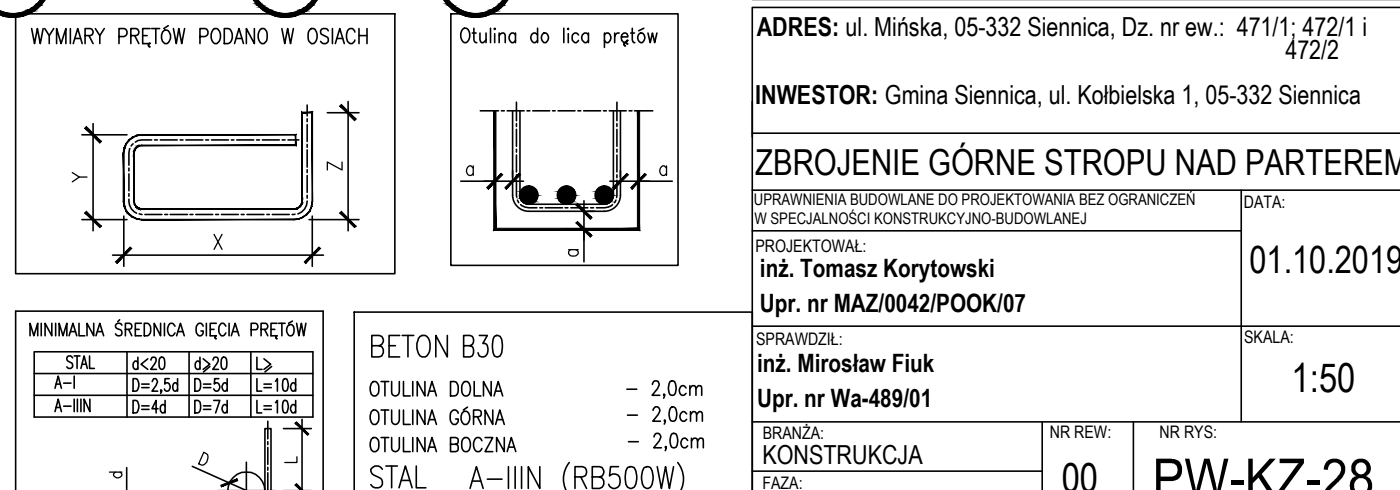 WYMIARY PRĘTÓW PODANO W OSIACH
Y
X
Z
Otulina do lica prętów
a
a
a
ADRES: ul. Mińska, 05-332 Siennica, Dz. nr ew.: 471/1; 472/1 i
472/2
INWESTOR: Gmina Siennica, ul. Kołbielska 1, 05-332 Siennica
ZBROJENIE GÓRNE STROPU NAD PARTEREM
UPRAWNIENIA BUDOWLANE DO PROJEKTOWANIA BEZ OGRANICZEŃ
W SPECJALNOŚCI KONSTRUKCYJNO-BUDOWLANEJ
DATA:
01.10.2019
PROJEKTOWAŁ:
inż. Tomasz Korytowski
Upr. nr MAZ/0042/POOK/07
SPRAWDZIŁ:
inż. Mirosław Fiuk
Upr. nr Wa-489/01
SKALA:
1:50
BRANŻA:
KONSTRUKCJA
FAZA:
NR REW:
00
NR RYS:
PW-KZ-28
MINIMALNA ŚREDNICA GIĘCIA PRĘTÓW
STAL d<20 d⩾20 L⩾
A-I D=2,5d D=5d L=10d
A-IIIN D=4d D=7d L=10d
d
D
L
BETON B30
OTULINA DOLNA - 2,0cm
OTULINA GÓRNA - 2,0cm
OTULINA BOCZNA - 2,0cm
STAL A-IIIN (RB500W)